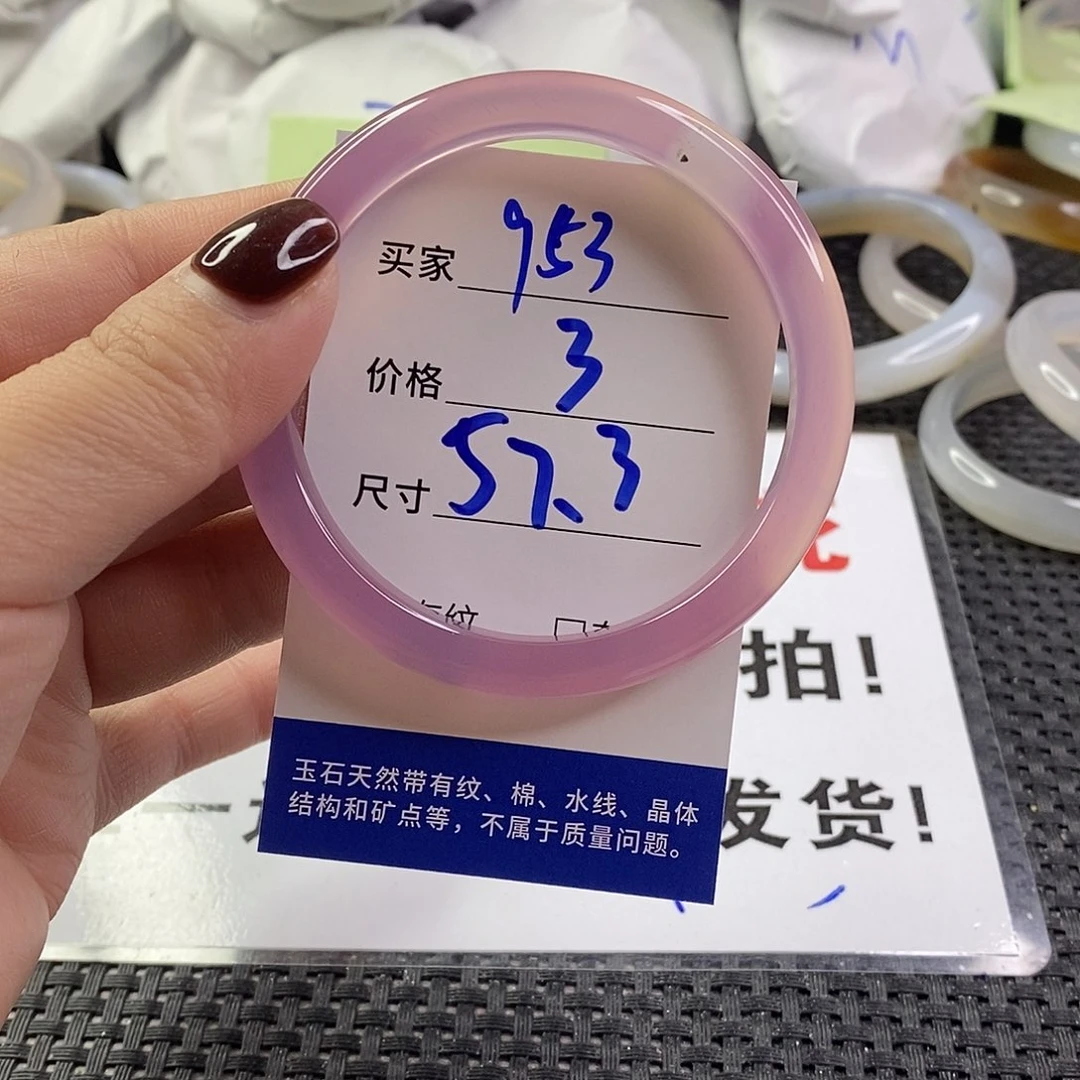 买家 953
价格 3
尺寸 57.3
有纹
玉石天然带有纹、棉、水线、晶体
结构和矿点等，不属于质量问题。
拍！
发货！